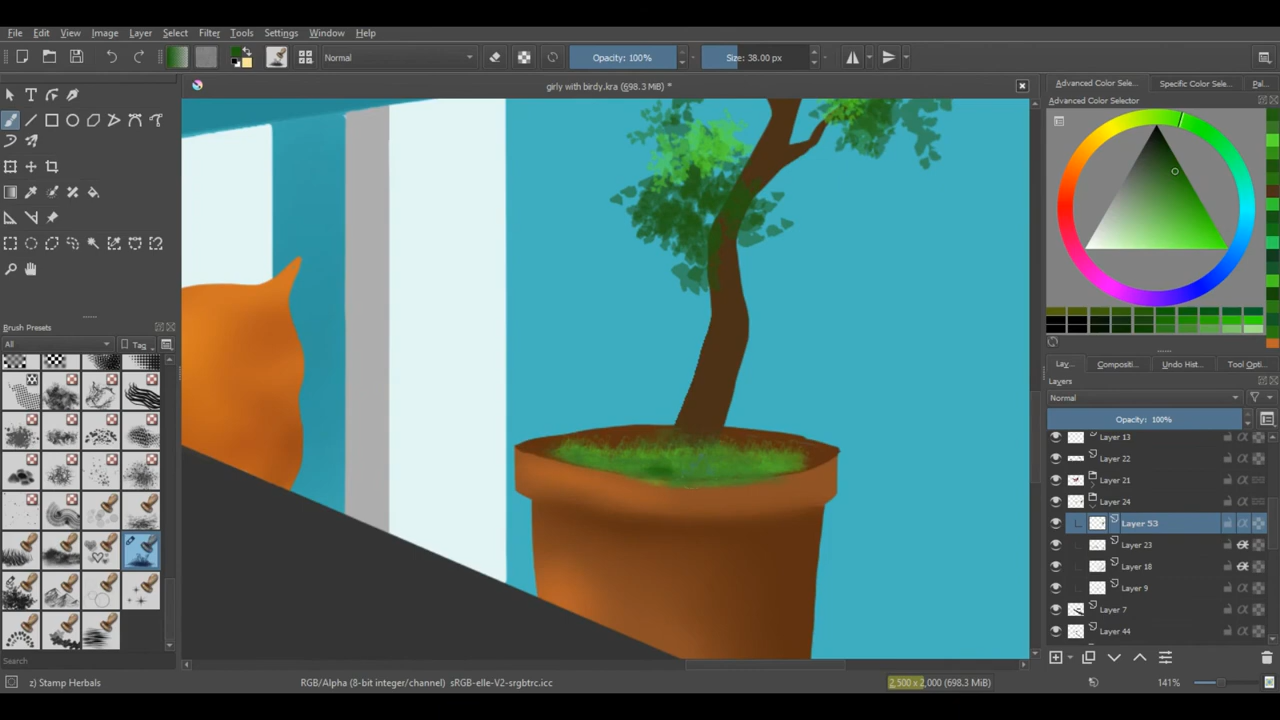 File Edit View Image Layer Select Filter Tools Settings Window Help
Normal Opacity: 100% Size: 38.00 px
girly with birdy.kra (698.3 MiB) *
Advanced Color Sele... Specific Color Sele... Pal...
Advanced Color Selector
Brush Presets
All Tag
Lay... Compositi... Undo Hist... Tool Opti...
Layers
Normal
Opacity: 100%
Layer 13
Layer 22
Layer 21
Layer 24
Layer 53
Layer 23
Layer 18
Layer 9
Layer 7
Layer 44
Search
z) Stamp Herbals RGB/Alpha (8-bit integer/channel) sRGB-elle-V2-srgbtrc.icc 2,500 x 2,000 (698.3 MiB) 141%